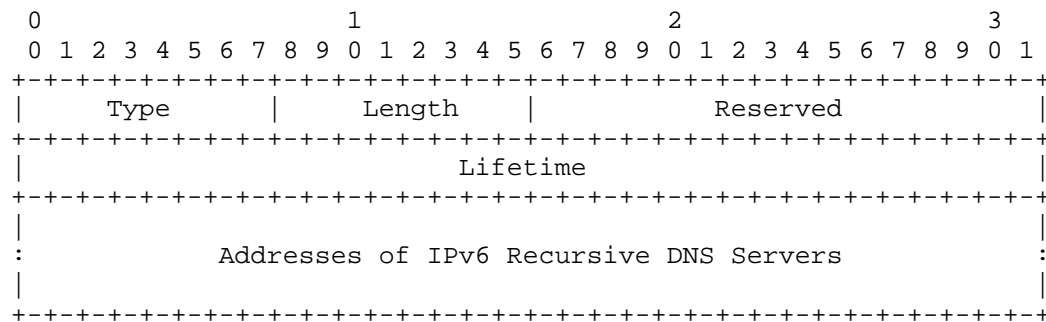 0                   1                   2                   3
 0 1 2 3 4 5 6 7 8 9 0 1 2 3 4 5 6 7 8 9 0 1 2 3 4 5 6 7 8 9 0 1
+-+-+-+-+-+-+-+-+-+-+-+-+-+-+-+-+-+-+-+-+-+-+-+-+-+-+-+-+-+-+-+-+
|     Type      |     Length    |           Reserved            |
+-+-+-+-+-+-+-+-+-+-+-+-+-+-+-+-+-+-+-+-+-+-+-+-+-+-+-+-+-+-+-+-+
|                           Lifetime                            |
+-+-+-+-+-+-+-+-+-+-+-+-+-+-+-+-+-+-+-+-+-+-+-+-+-+-+-+-+-+-+-+-+
|                                                               |
:            Addresses of IPv6 Recursive DNS Servers            :
|                                                               |
+-+-+-+-+-+-+-+-+-+-+-+-+-+-+-+-+-+-+-+-+-+-+-+-+-+-+-+-+-+-+-+-+